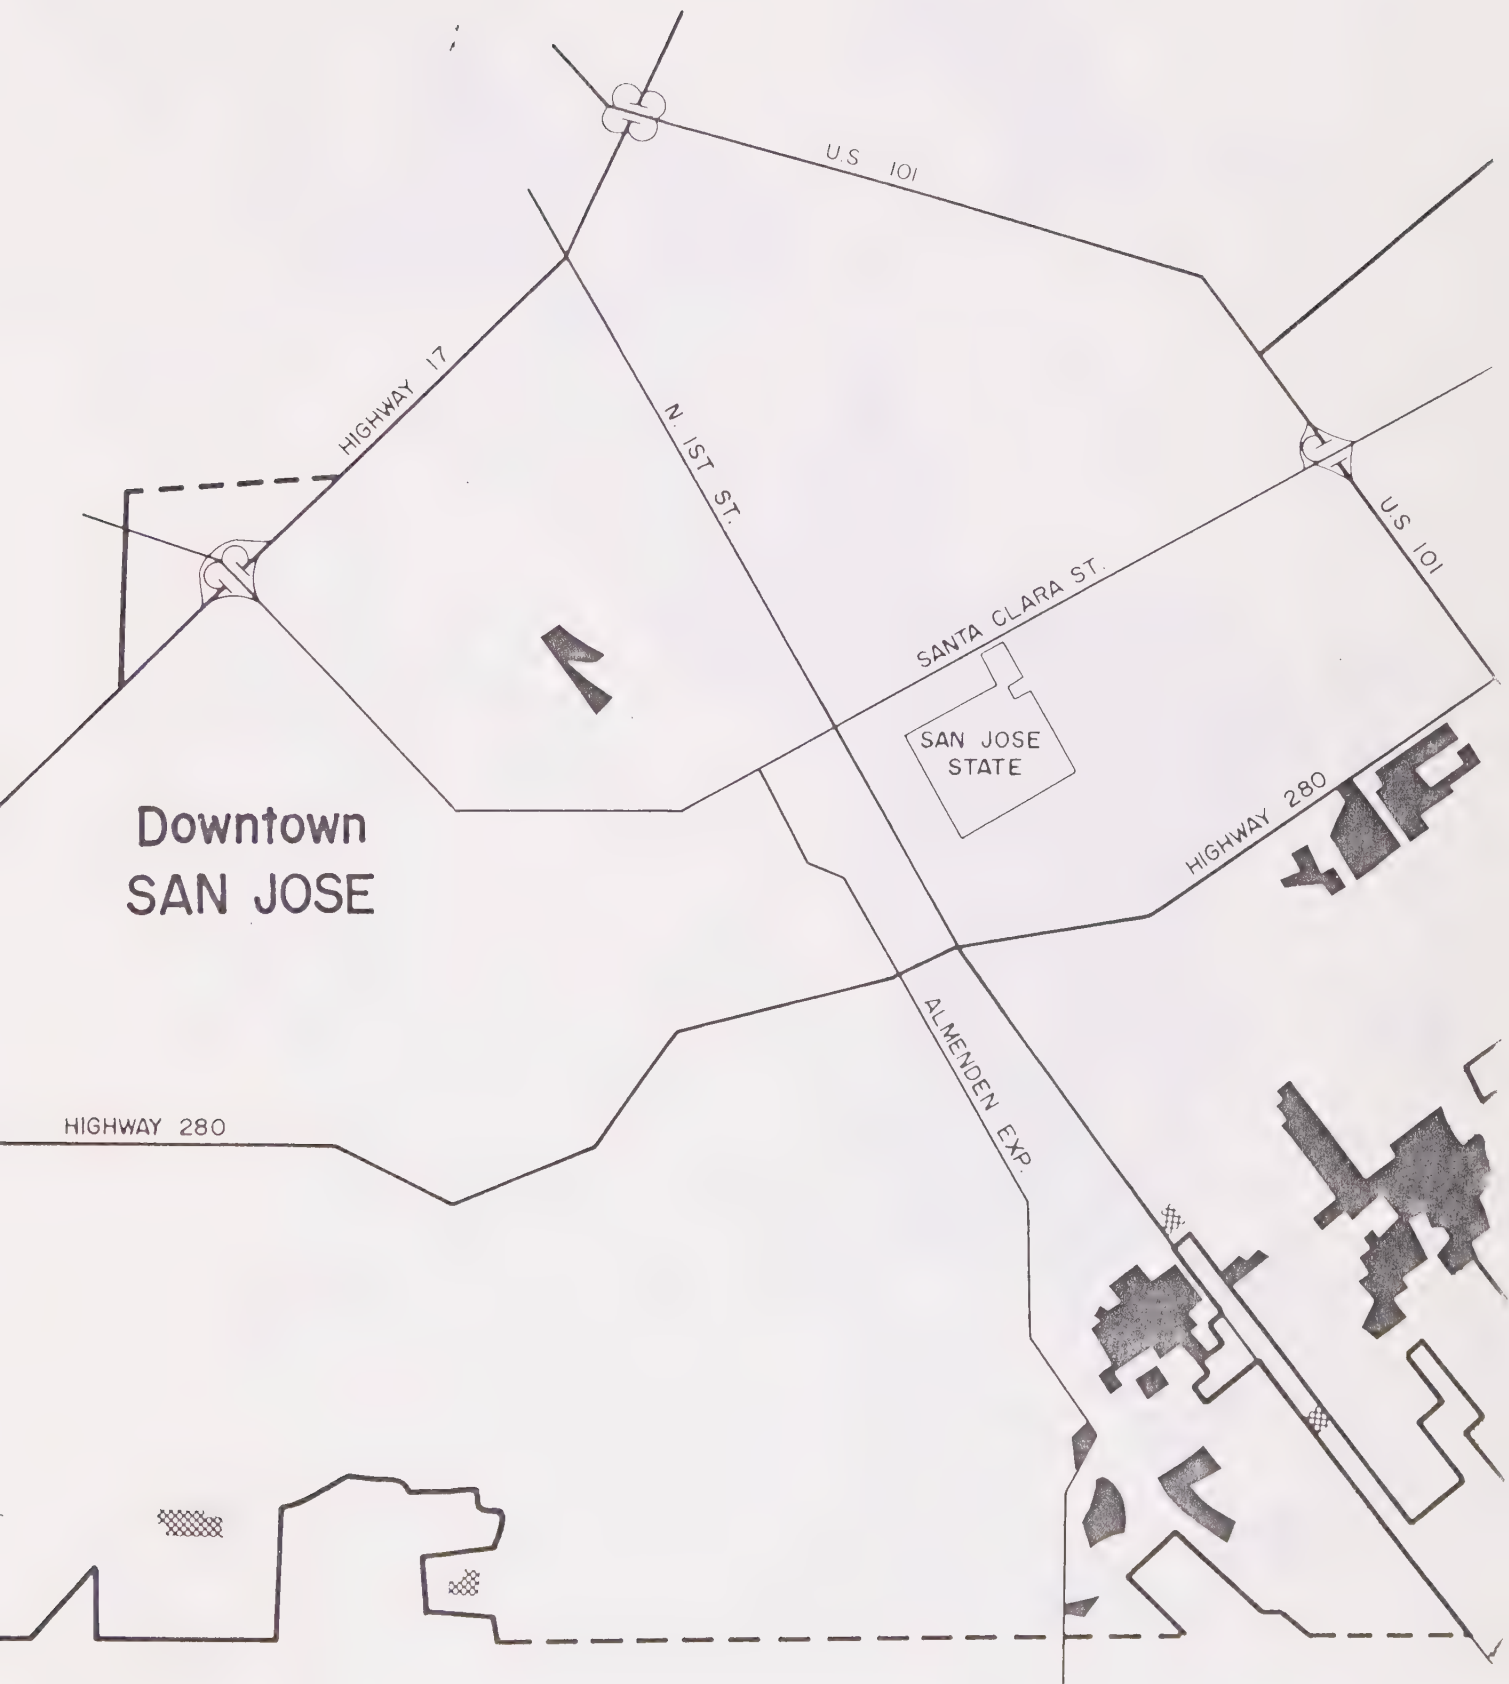 U.S 101
HIGHWAY 17
N. 1ST ST.
U.S 101
SANTA CLARA ST.
SAN JOSE
STATE
HIGHWAY 280
Downtown
SAN JOSE
ALMENDEN EXP.
HIGHWAY 280